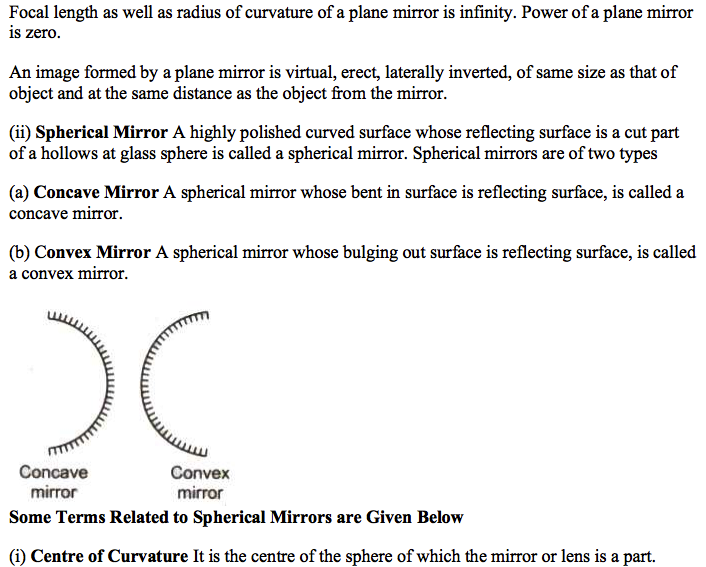 Focal length as well as radius of curvature of a plane mirror is infinity. Power of a plane mirror
is zero.
An image formed by a plane mirror is virtual, erect, laterally inverted, of same size as that of
object and at the same distance as the object from the mirror.
(ii) Spherical Mirror A highly polished curved surface whose reflecting surface is a cut part
of a hollows at glass sphere is called a spherical mirror. Spherical mirrors are of two types
(a) Concave Mirror A spherical mirror whose bent in surface is reflecting surface, is called a
concave mirror.
(b) Convex Mirror A spherical mirror whose bulging out surface is reflecting surface, is called
a convex mirror.
Concave
mirror
Convex
mirror
Some Terms Related to Spherical Mirrors are Given Below
(i) Centre of Curvature It is the centre of the sphere of which the mirror or lens is a part.